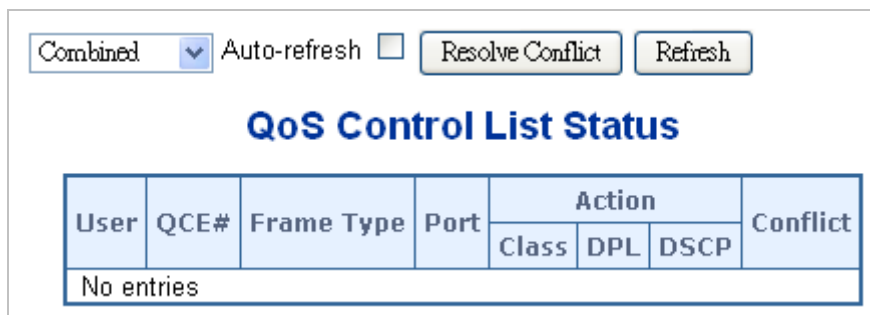 Combined Auto-refresh Resolve Conflict Refresh
QoS Control List Status
User QCE# Frame Type Port Action Conflict
Class DPL DSCP
No entries